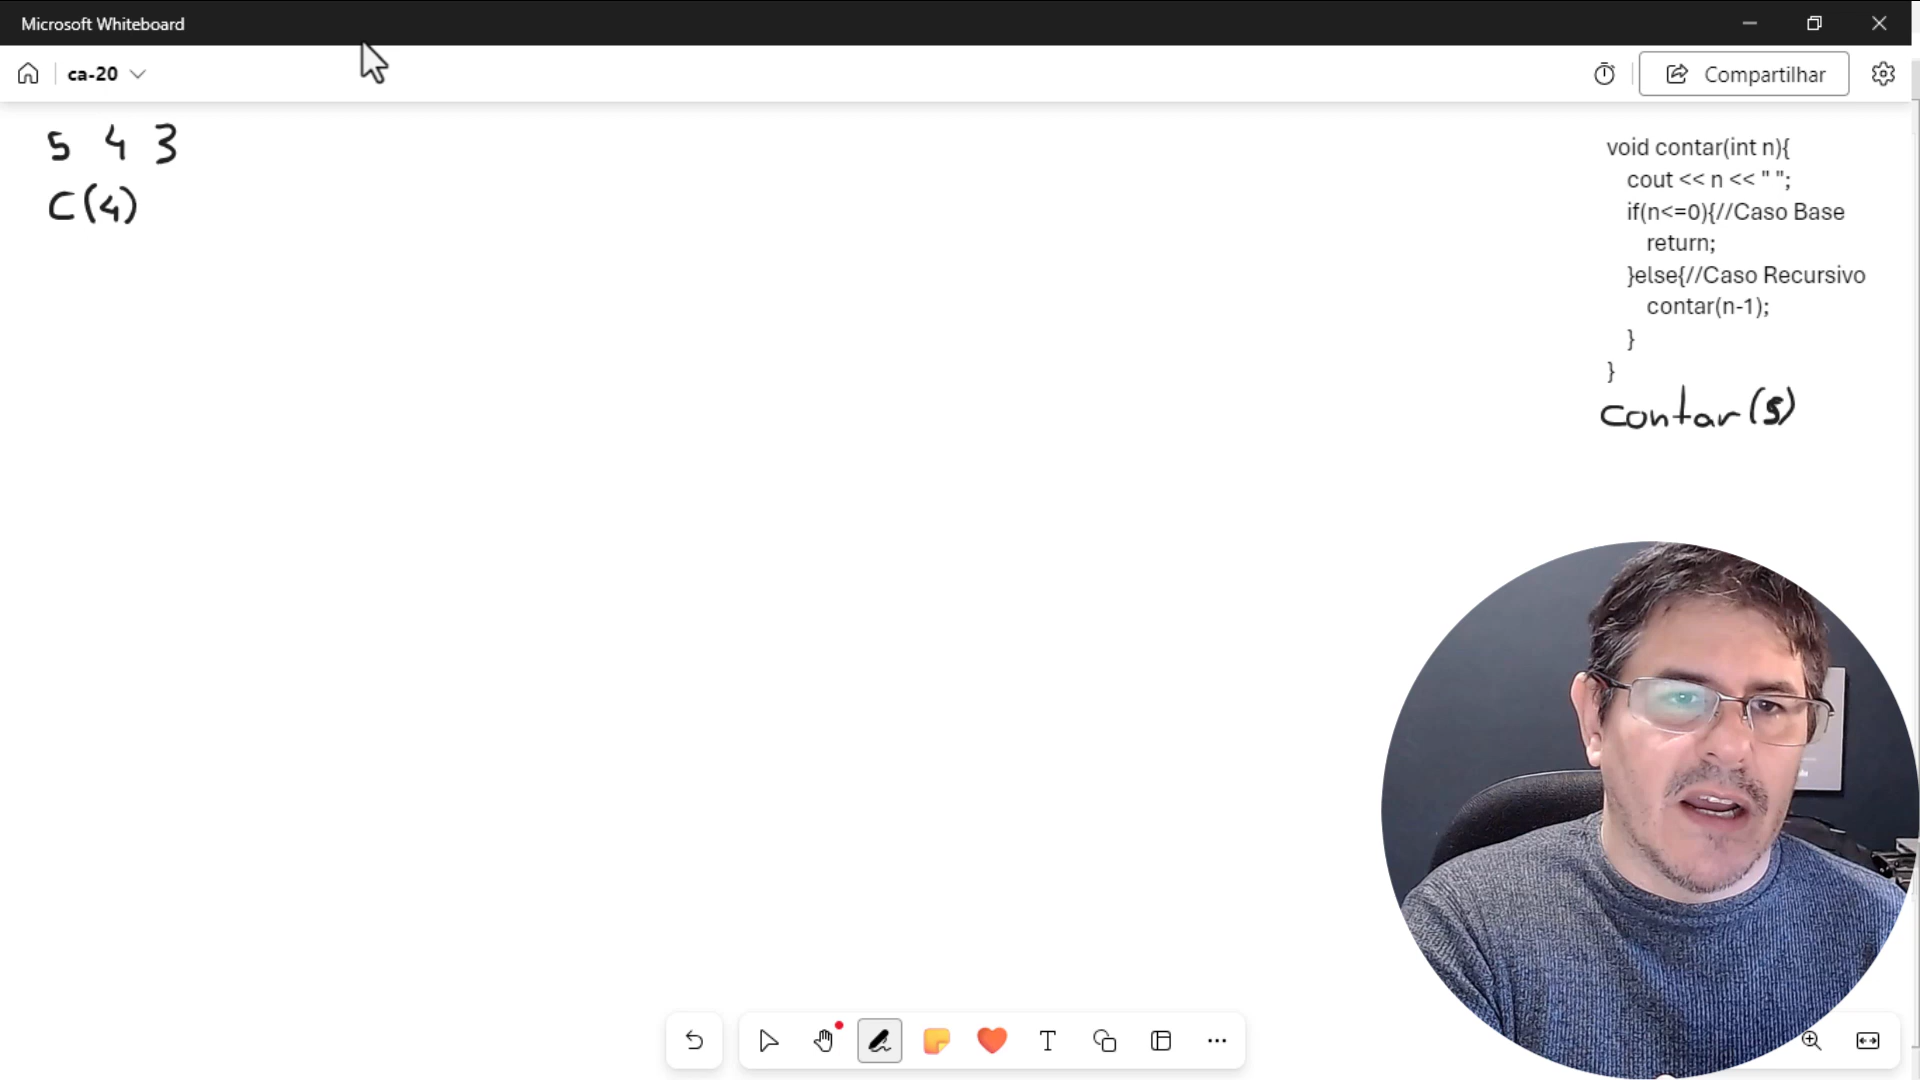 Microsoft Whiteboard
ca-20
Compartilhar
5 4 3
C(4)
void contar(int n){
cout << n << " ";
if(n<=0){//Caso Base
return;
}else{//Caso Recursivo
contar(n-1);
}
}
contar(5)